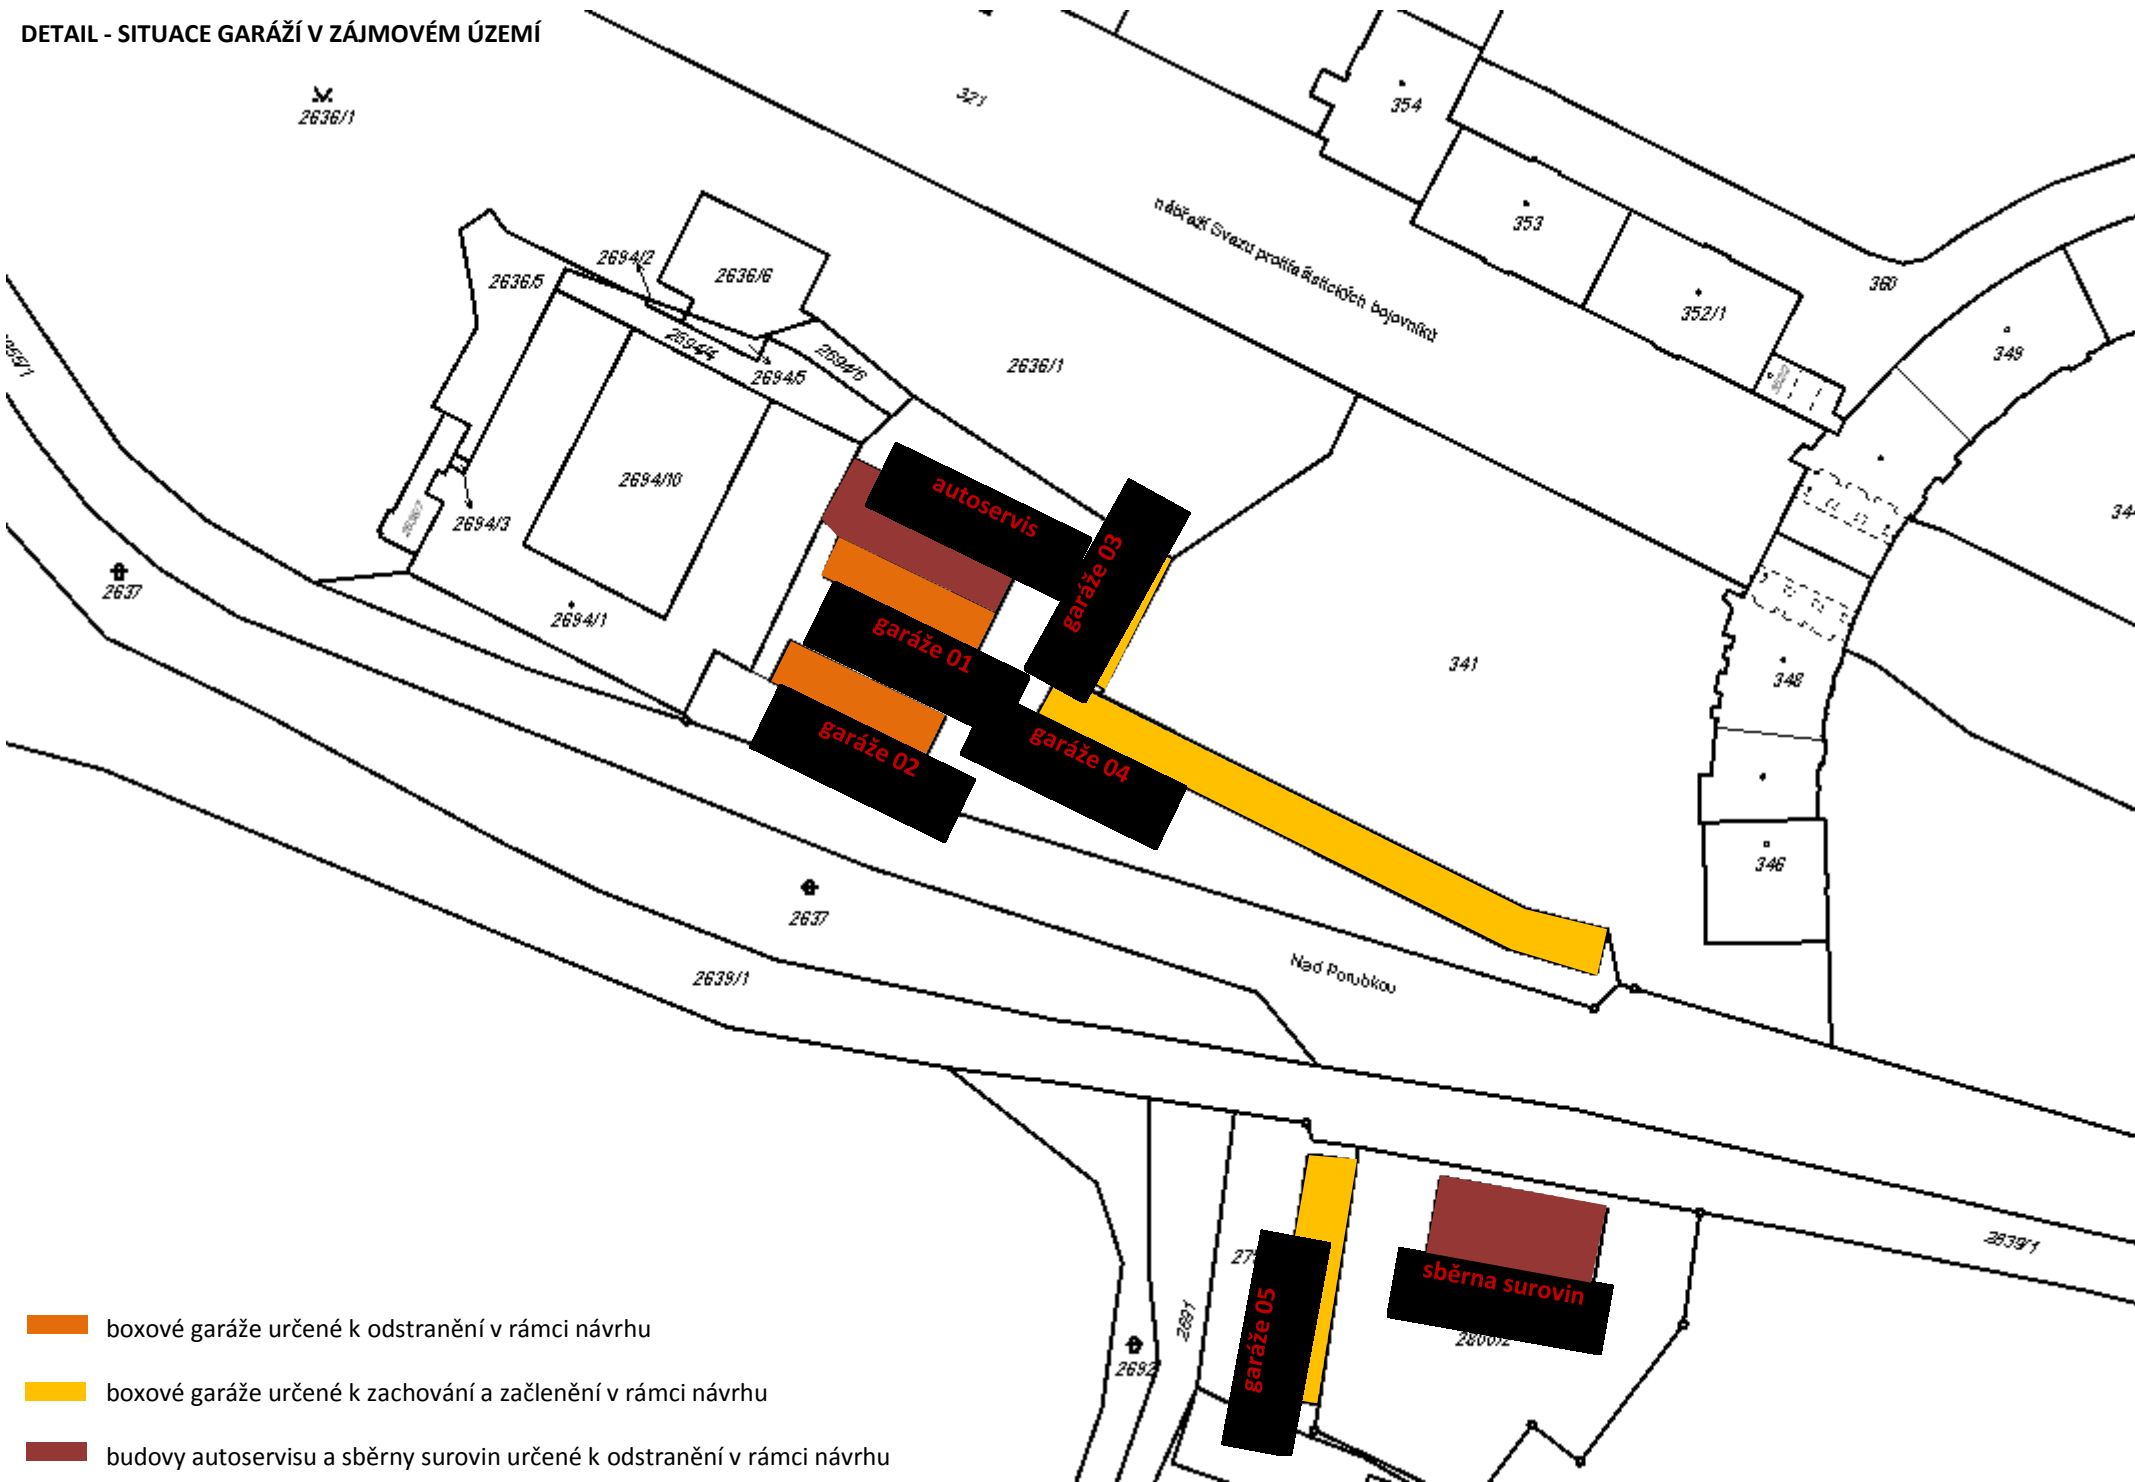 DETAIL - SITUACE GARÁŽÍ V ZÁJMOVÉM ÚZEMÍ
2636/1
321
354
353
352/1
360
349
344
nábřeží Svazu protifašistických bojovníků
2694/2
2636/6
2636/5
2694/4
2694/5
2694/6
2636/1
2694/10
2694/3
2694/1
2637
autoservis
garáže 03
garáže 01
garáže 02
garáže 04
341
348
346
2637
2639/1
Nad Porubkou
2691
2692
garáže 05
sběrna surovin
2639/1
boxové garáže určené k odstranění v rámci návrhu
boxové garáže určené k zachování a začlenění v rámci návrhu
budovy autoservisu a sběrny surovin určené k odstranění v rámci návrhu